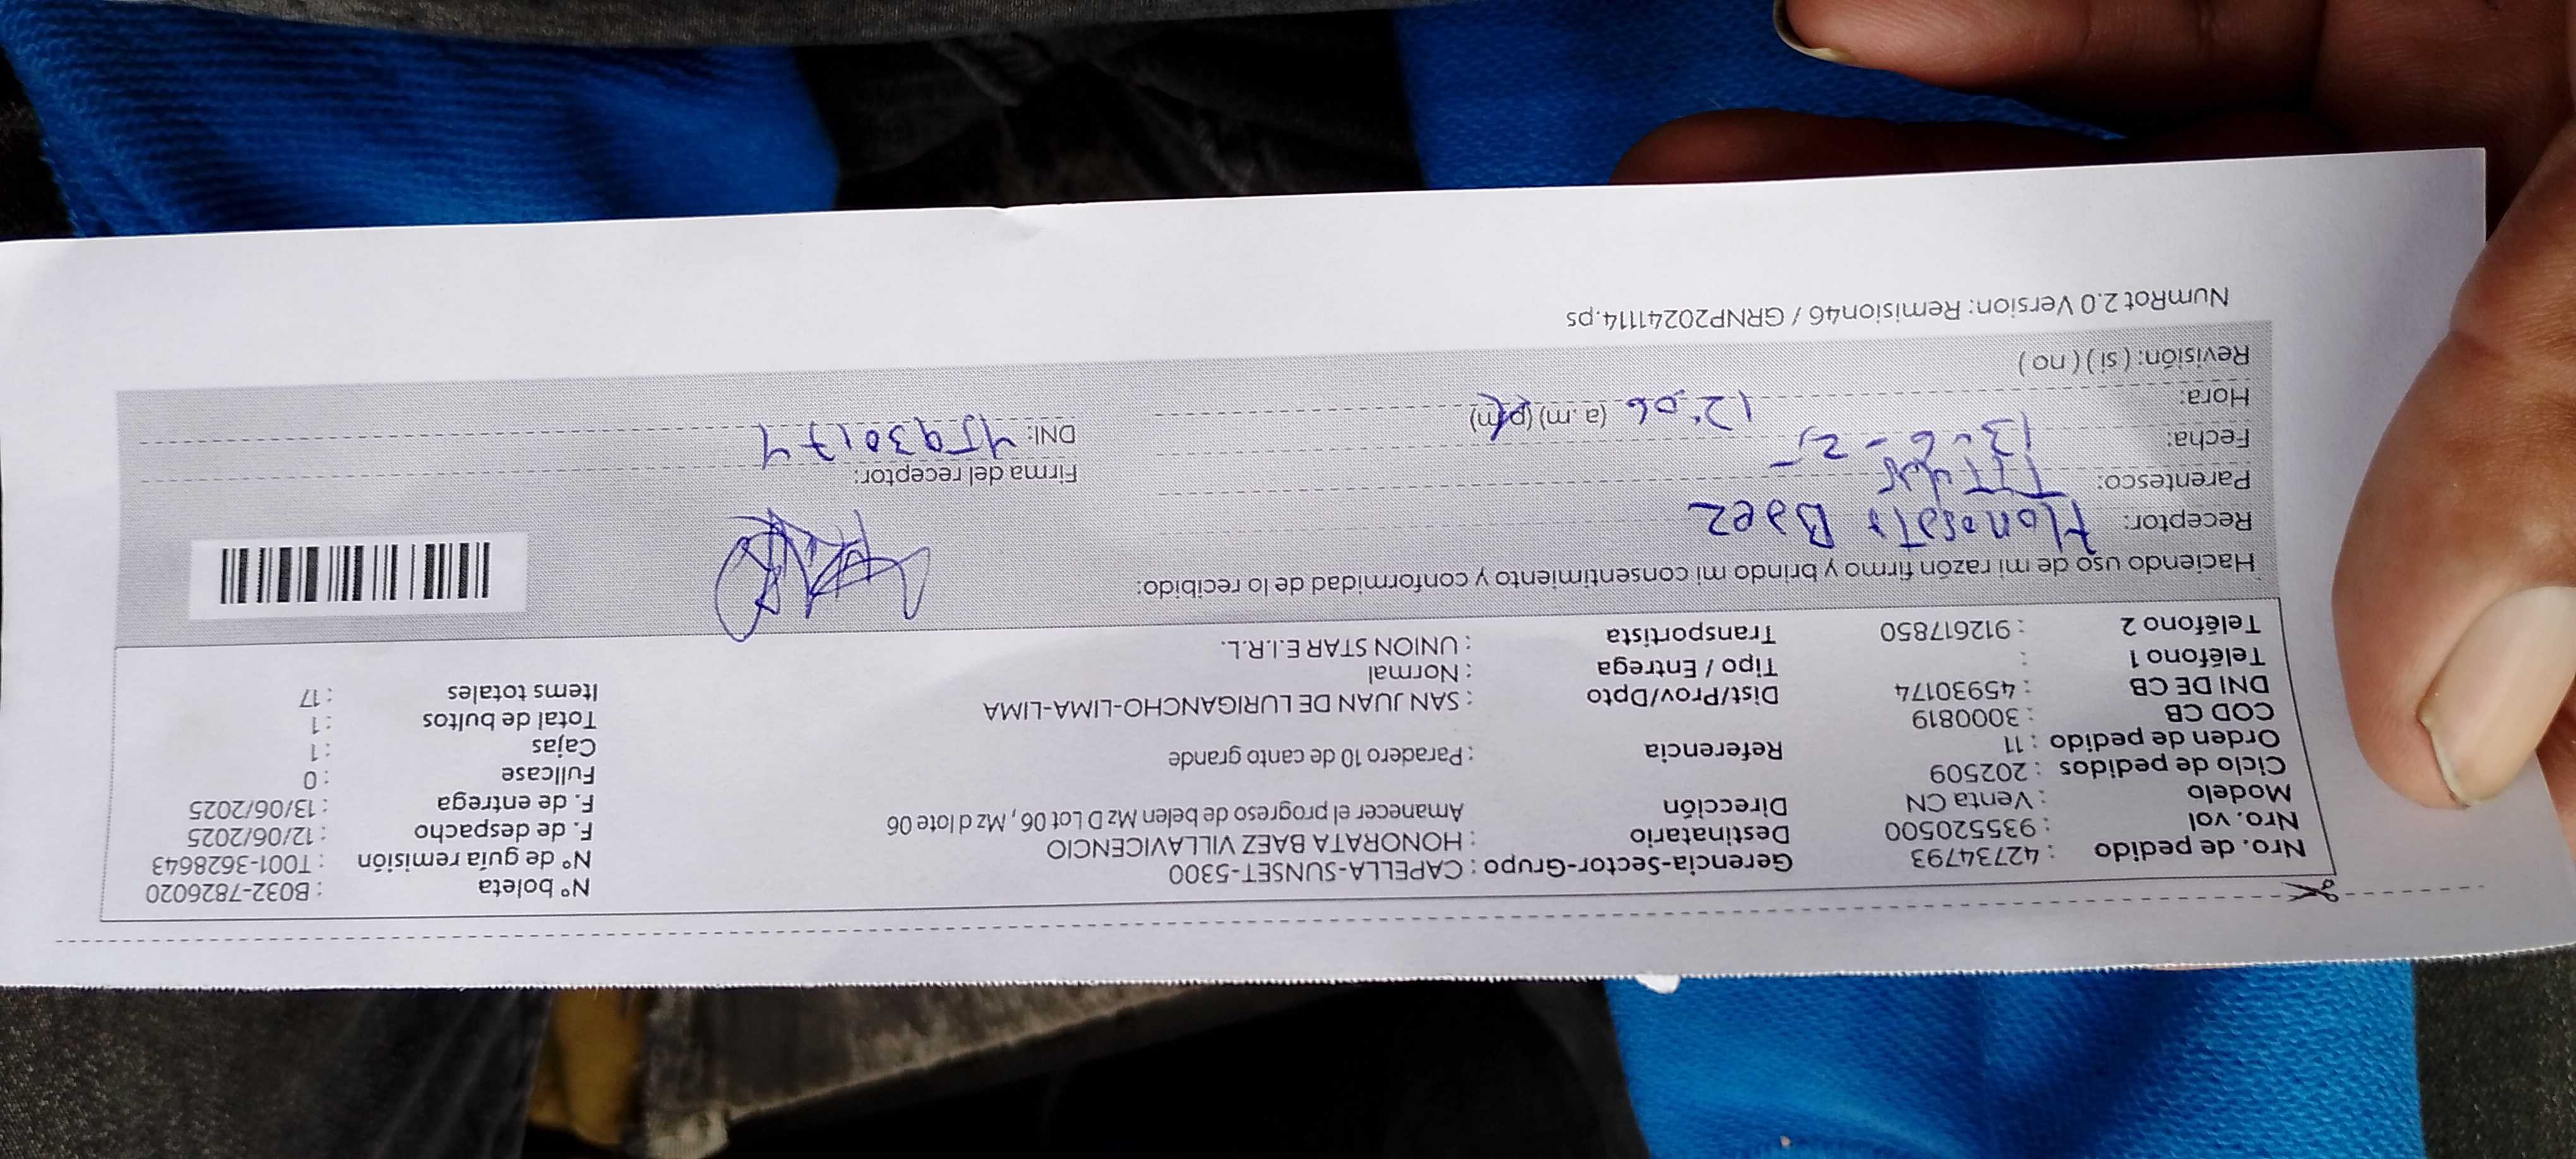 Nro. de pedido : 42734793 Gerencia-Sector-Grupo : CAPELLA-SUNSET-5300 Nº boleta : B032-7826020
Nro. vol : 935520500 Destinatario : HONORATA BAEZ VILLAVICENCIO Nº de guía remisión : T001-3628643
Modelo : Venta CN Dirección Amanecer el progreso de belen Mz D Lot 06 , Mz d lote 06 F. de despacho : 12/06/2025
Ciclo de pedidos : 202509 F. de entrega : 13/06/2025
Orden de pedido : 11 Referencia : Paradero 10 de canto grande Fullcase : 0
COD CB : 3000819 Cajas : 1
DNI DE CB : 45930174 Dist/Prov/Dpto : SAN JUAN DE LURIGANCHO-LIMA-LIMA Total de bultos : 1
Teléfono 1 : Tipo / Entrega : Normal Items totales : 17
Teléfono 2 : 912617850 Transportista : UNION STAR E.I.R.L.
Haciendo uso de mi razón firmo y brindo mi consentimiento y conformidad de lo recibido:
Receptor: Honorata Baez
Parentesco: Firma del receptor:
Fecha: 13-6-25 DNI: 45930174
Hora: 12:06 (a.m) (p.m)
Revisión: ( si ) ( no )
NumRot 2.0 Version: Remision46 / GRNP20241114.ps